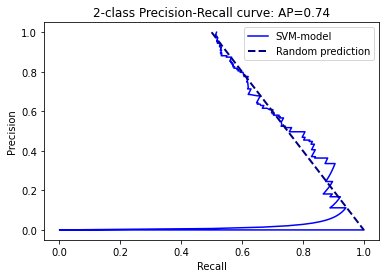 2-class Precision-Recall curve: AP=0.74
SVM-model
Random prediction
Precision
1.0
0.8
0.6
0.4
0.2
0.0
0.0 0.2 0.4 0.6 0.8 1.0
Recall